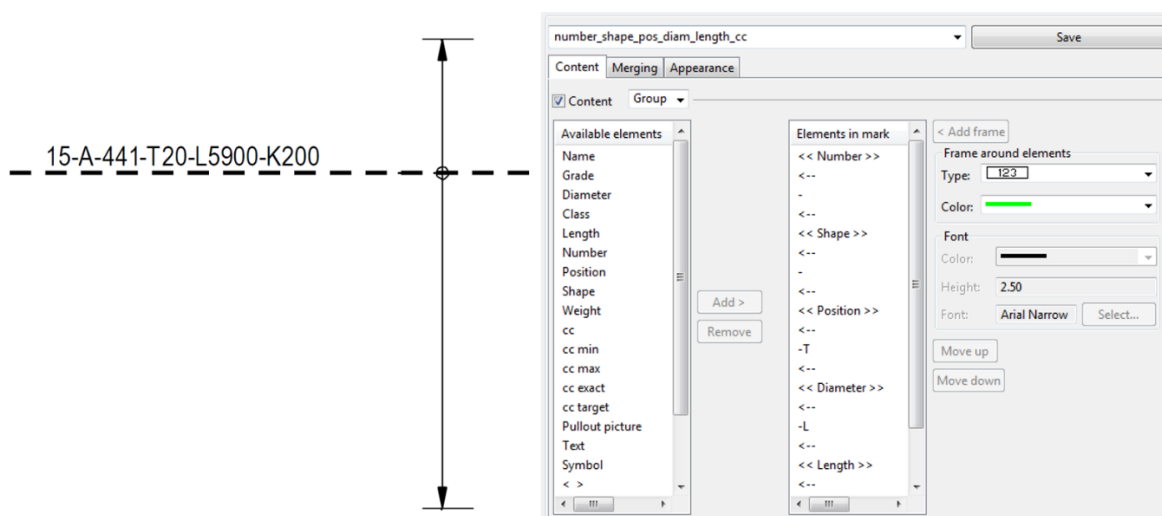 15-A-441-T20-L5900-K200
number_shape_pos_diam_length_cc
Save
Content
Merging
Appearance
Content
Group
Available elements
Name
Grade
Diameter
Class
Length
Number
Position
Shape
Weight
cc
cc min
cc max
cc exact
cc target
Pullout picture
Text
Symbol
< >
Add >
Remove
Elements in mark
<< Number >>
<--
-
<--
<< Shape >>
<--
-
<--
<< Position >>
<--
-T
<--
<< Diameter >>
<--
-L
<--
<< Length >>
<--
< Add frame
Frame around elements
Type: 123
Color:
Font
Color:
Height: 2.50
Font: Arial Narrow Select...
Move up
Move down